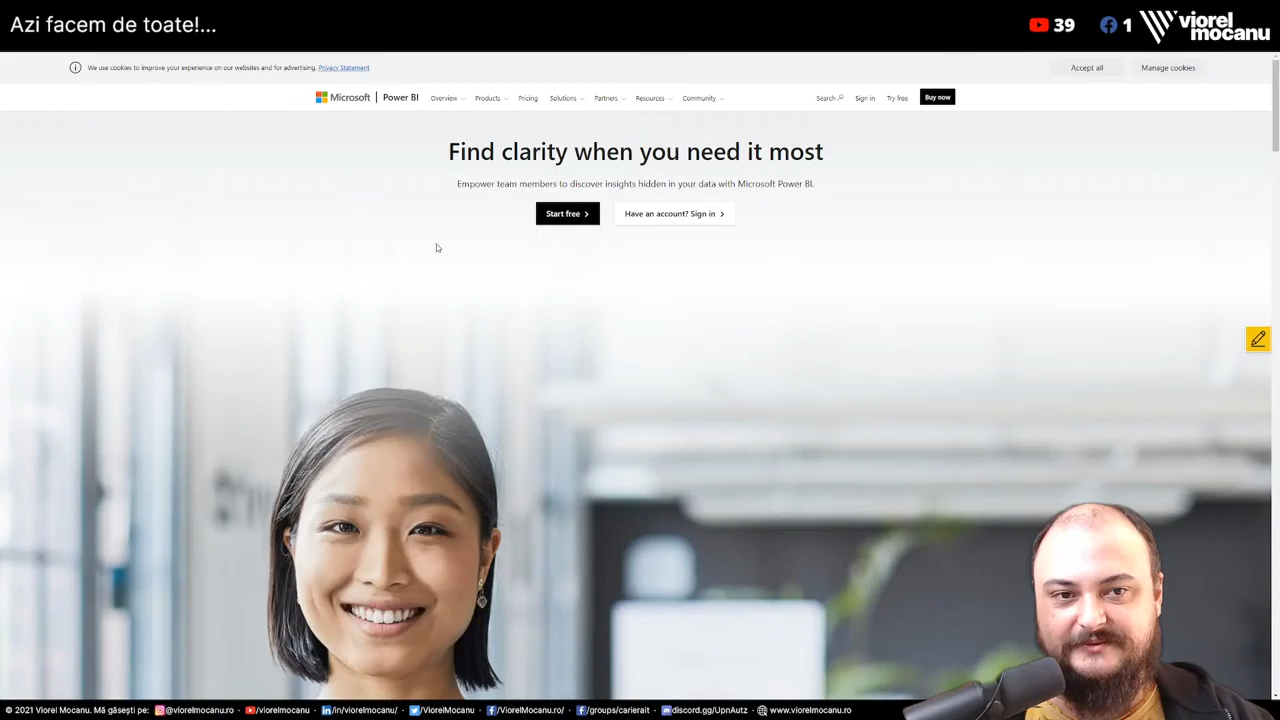 Azi facem de toate!...
39
1
viorel
mocanu
We use cookies to improve your experience on our websites and for advertising. Privacy Statement
Accept all
Manage cookies
Microsoft | Power BI
Overview
Products
Pricing
Solutions
Partners
Resources
Community
Search
Sign in
Try free
Buy now
Find clarity when you need it most
Empower team members to discover insights hidden in your data with Microsoft Power BI.
Start free
Have an account? Sign in
© 2021 Viorel Mocanu. Mă găsești pe: @viorelmocanu.ro /viorelmocanu /in/viorelmocanu/ /ViorelMocanu /ViorelMocanu.ro/ /groups/carierait discord.gg/UpnAutz www.viorelmocanu.ro